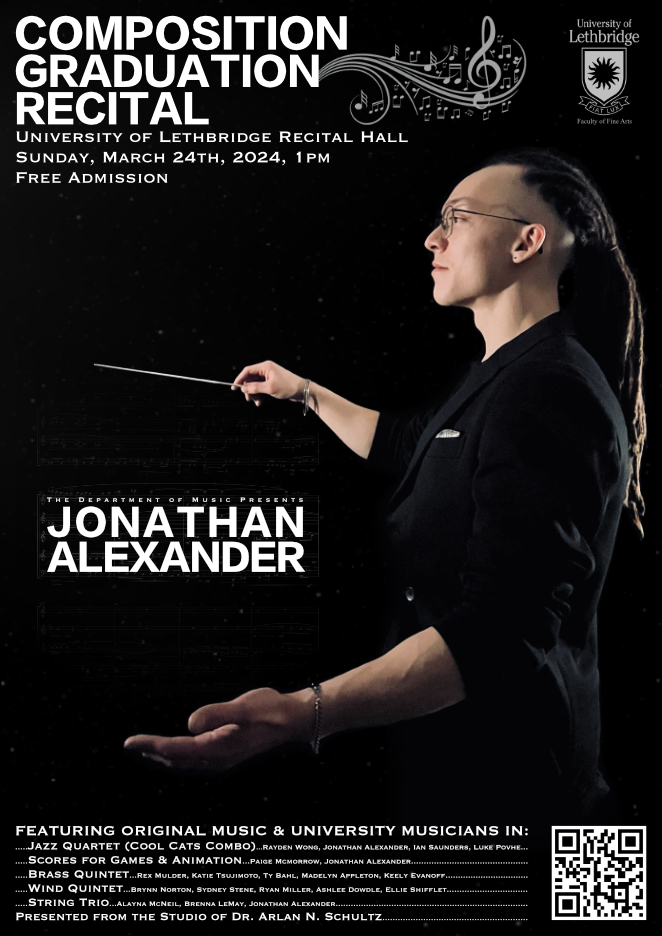 COMPOSITION
GRADUATION
RECITAL
UNIVERSITY OF LETHBRIDGE RECITAL HALL
SUNDAY, MARCH 24TH, 2024, 1PM
FREE ADMISSION
University of
Lethbridge
FIAT LUX
Faculty of Fine Arts
THE DEPARTMENT OF MUSIC PRESENTS
JONATHAN
ALEXANDER
FEATURING ORIGINAL MUSIC & UNIVERSITY MUSICIANS IN:
.....JAZZ QUARTET (COOL CATS COMBO)...RAYDEN WONG, JONATHAN ALEXANDER, IAN SAUNDERS, LUKE POVHE...
.....SCORES FOR GAMES & ANIMATION...PAIGE MCMORROW, JONATHAN ALEXANDER...
.....BRASS QUINTET...REX MULDER, KATIE TSUJIMOTO, TY BAHL, MADELYN APPLETON, KEELY EVANOFF...
.....WIND QUINTET...BRYNN NORTON, SYDNEY STENE, RYAN MILLER, ASHLEE DOWDLE, ELLIE SHIFFLET...
.....STRING TRIO...ALAYNA MCNEIL, BRENNA LEMAY, JONATHAN ALEXANDER...
PRESENTED FROM THE STUDIO OF DR. ARLAN N. SCHULTZ...